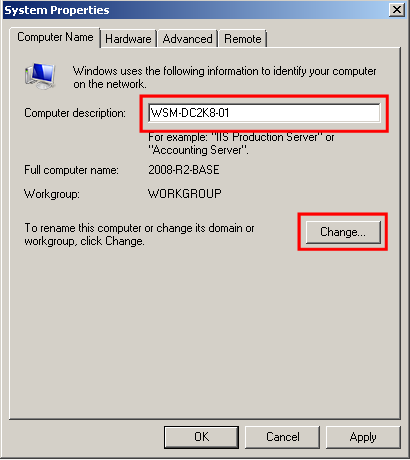 System Properties
Computer Name Hardware Advanced Remote
Windows uses the following information to identify your computer
on the network.
Computer description: WSM-DC2K8-01
For example: "IIS Production Server" or
"Accounting Server".
Full computer name: 2008-R2-BASE
Workgroup: WORKGROUP
To rename this computer or change its domain or
workgroup, click Change.
Change...
OK Cancel Apply